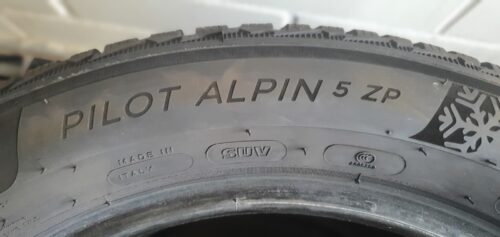 PILOT ALPIN 5 ZP
MADE IN
ITALY
SUV